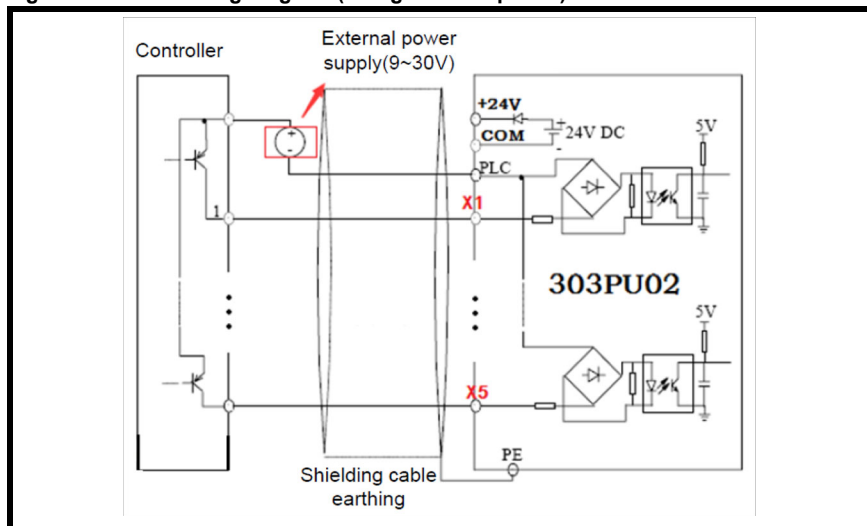 Controller
External power
supply(9~30V)
+24V
COM
24V DC
5V
PLC
X1
1
303PU02
5V
X5
PE
Shielding cable
earthing